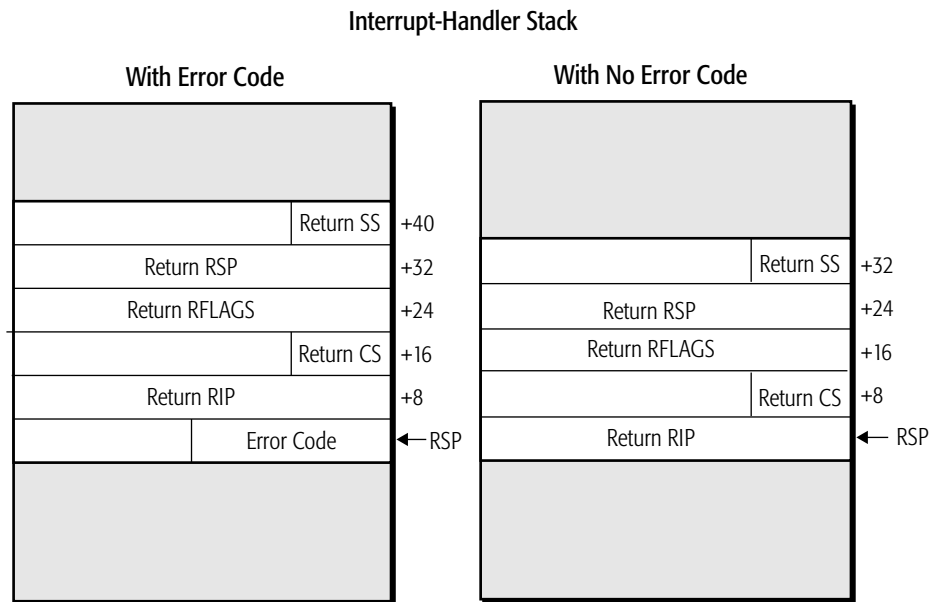 Interrupt-Handler Stack
With Error Code
Return SS +40
Return RSP +32
Return RFLAGS +24
Return CS +16
Return RIP +8
Error Code RSP
With No Error Code
Return SS +32
Return RSP +24
Return RFLAGS +16
Return CS +8
Return RIP RSP